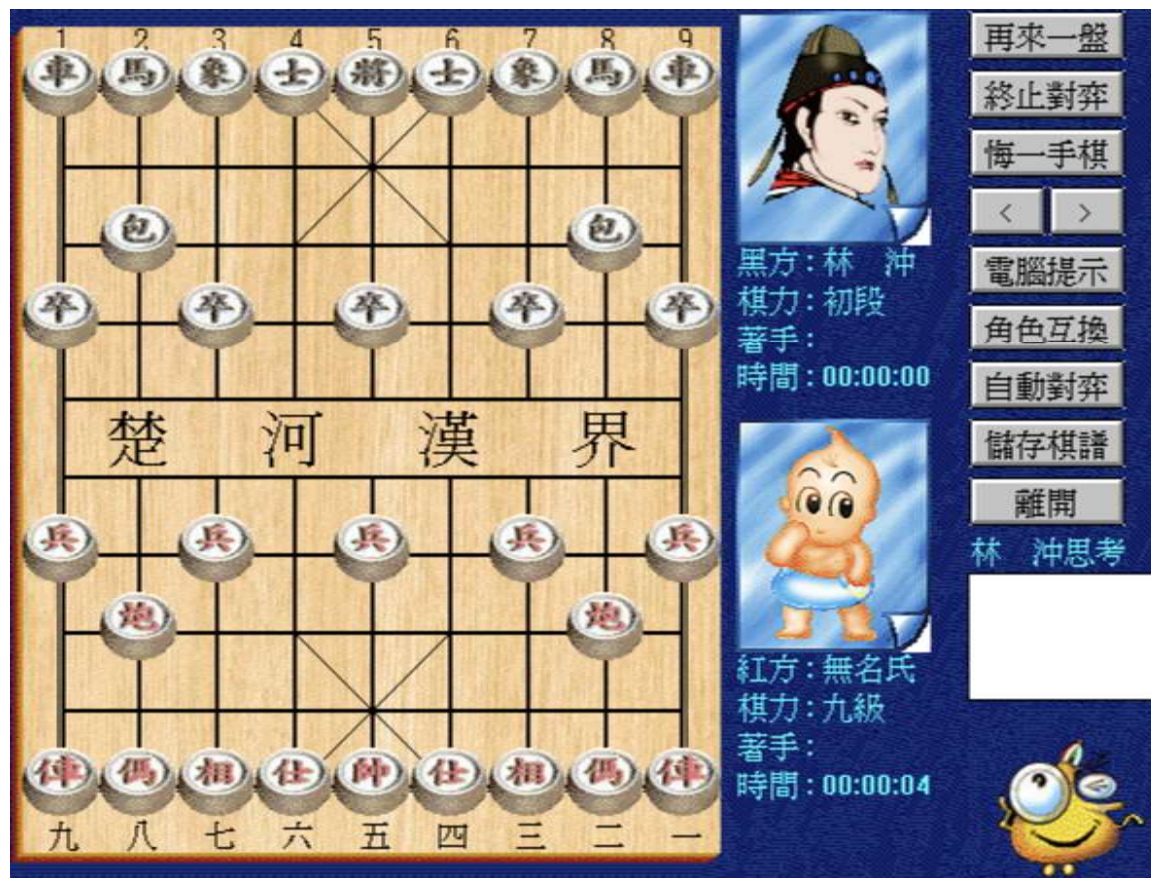 1 2 3 4 5 6 7 8 9
車 馬 象 士 將 士 象 馬 車
包 包
卒 卒 卒 卒 卒
楚 河 漢 界
兵 兵 兵 兵 兵
炮 炮
俥 傌 相 仕 帥 仕 相 傌 俥
九 八 七 六 五 四 三 二 一
黑方：林　沖
棋力：初段
著手：
時間：00:00:00
紅方：無名氏
棋力：九級
著手：
時間：00:00:04
再來一盤
終止對弈
悔一手棋
< >
電腦提示
角色互換
自動對弈
儲存棋譜
離開
林　沖思考